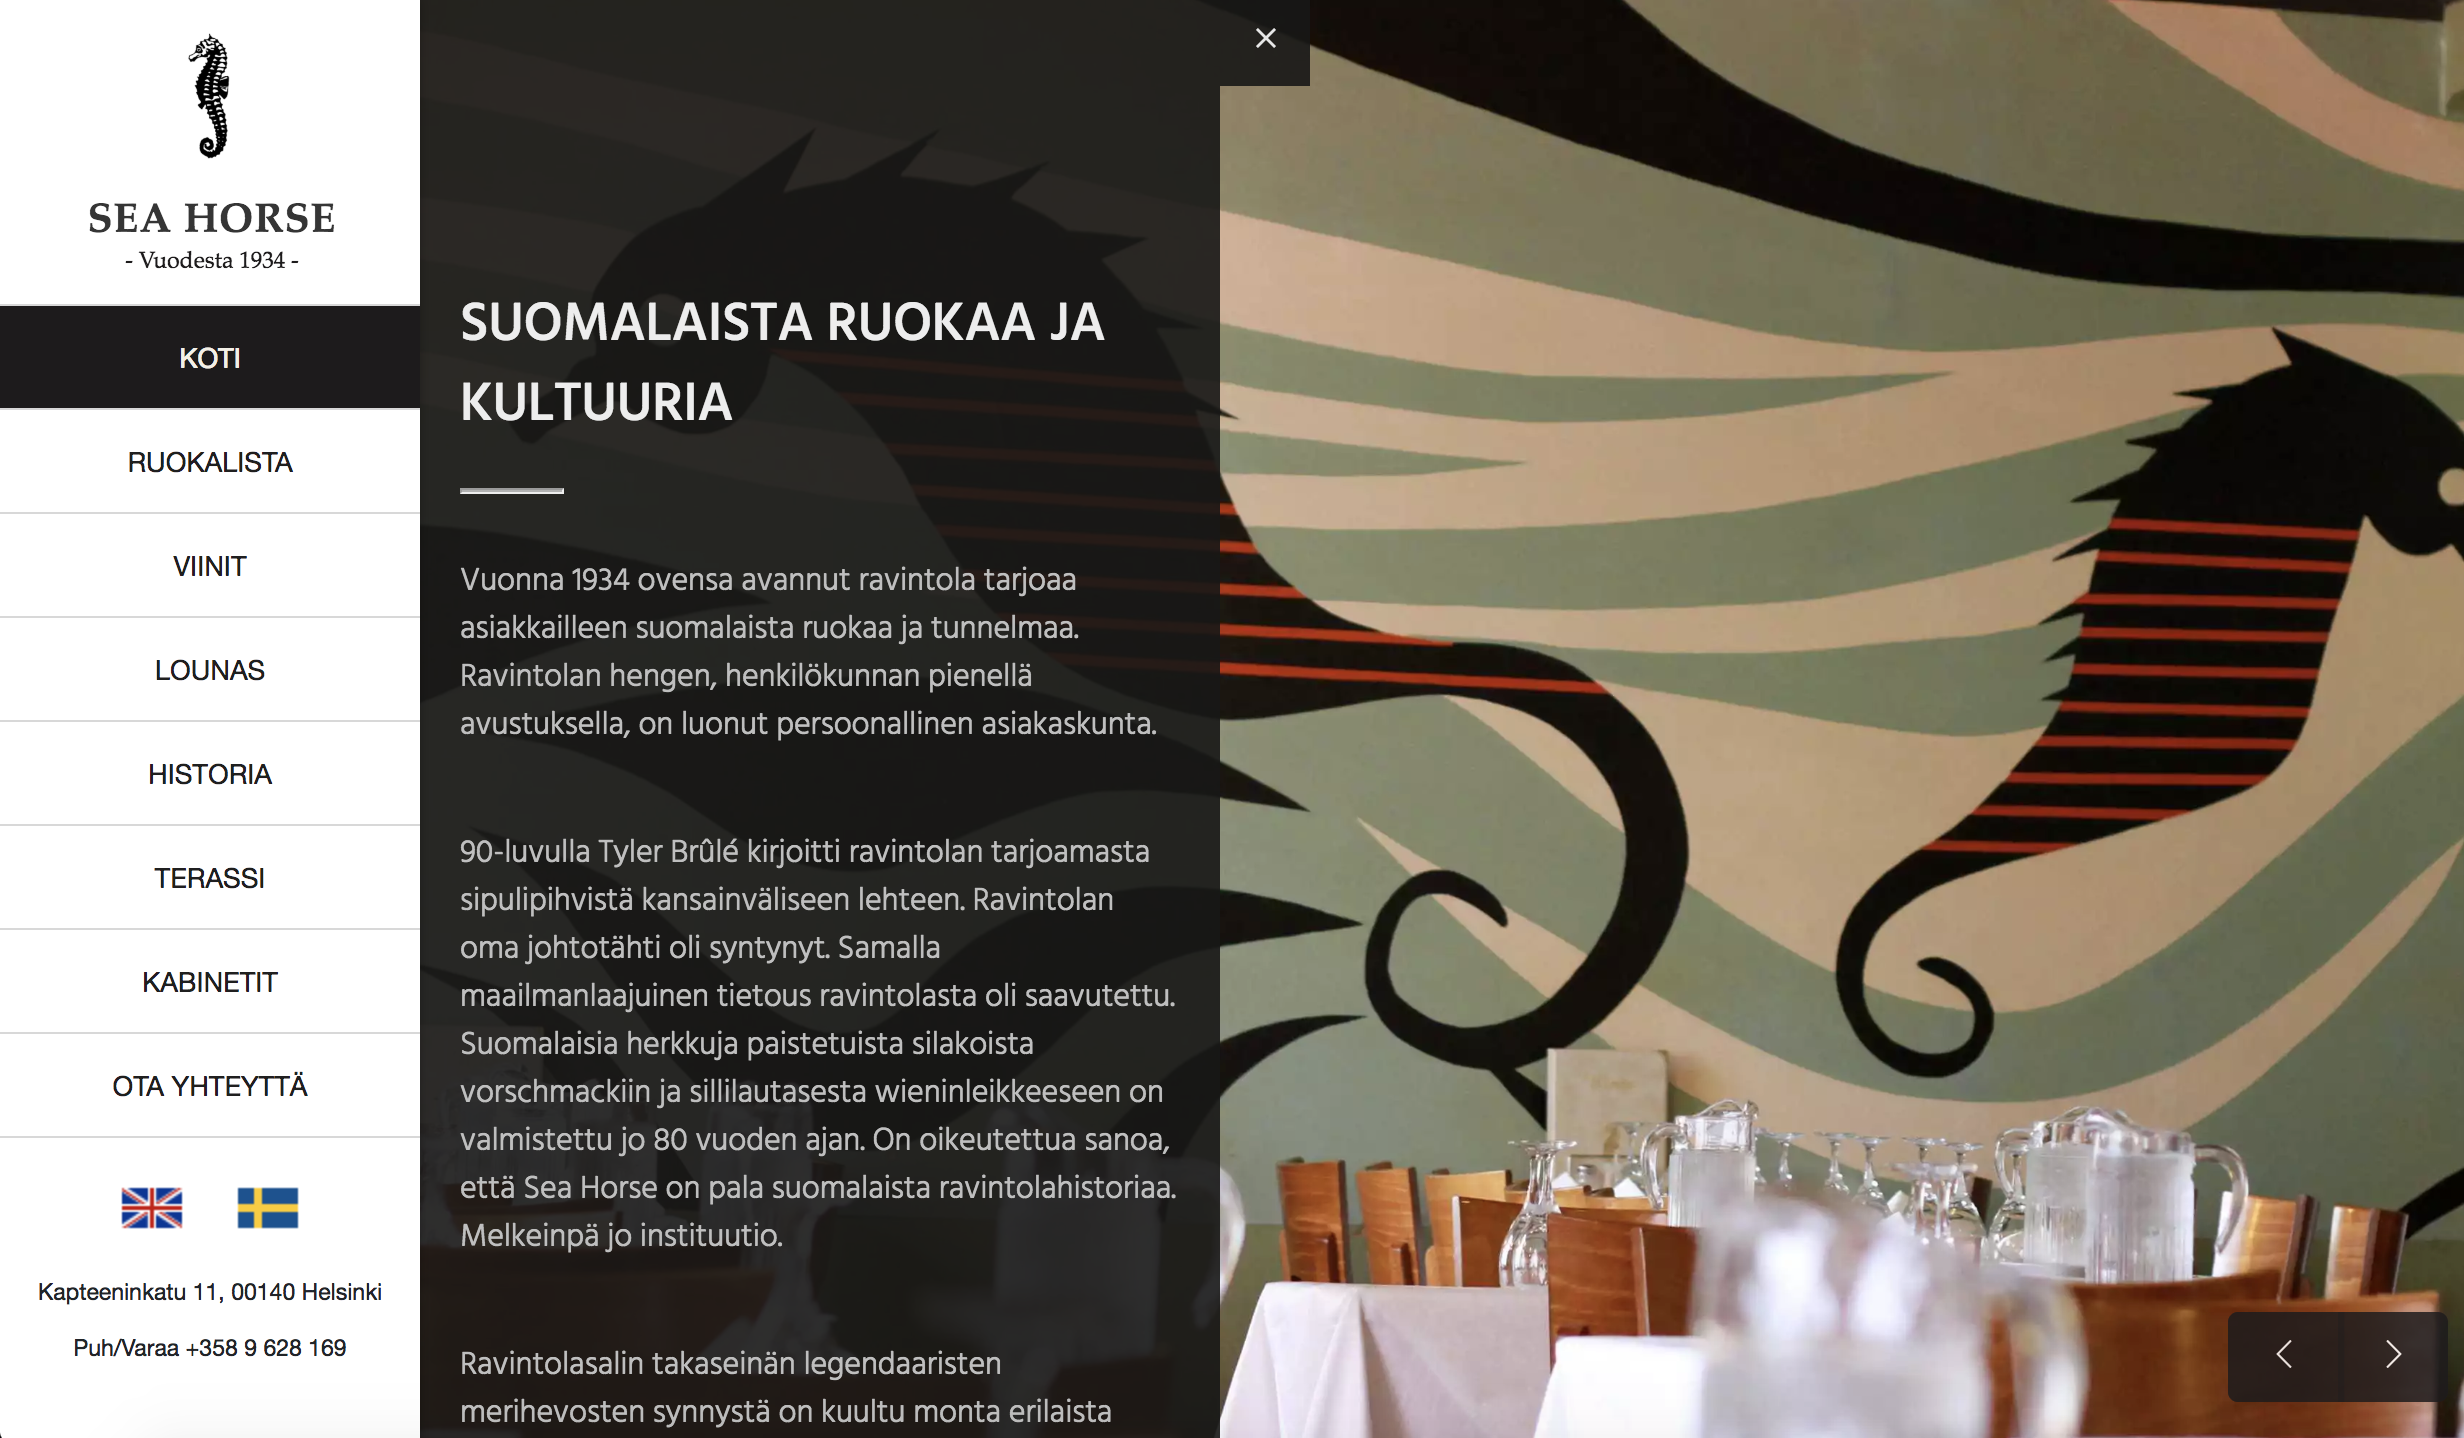 SEA HORSE
- Vuodesta 1934 -
KOTI
RUOKALISTA
VIINIT
LOUNAS
HISTORIA
TERASSI
KABINETIT
OTA YHTEYTTÄ
Kapteeninkatu 11, 00140 Helsinki
Puh/Varaa +358 9 628 169
SUOMALAISTA RUOKAA JA
KULTUURIA
Vuonna 1934 ovensa avannut ravintola tarjoaa
asiakkailleen suomalaista ruokaa ja tunnelmaa.
Ravintolan hengen, henkilökunnan pienellä
avustuksella, on luonut persoonallinen asiakaskunta.
90-luvulla Tyler Brûlé kirjoitti ravintolan tarjoamasta
sipulipihvistä kansainväliseen lehteen. Ravintolan
oma johtotähti oli syntynyt. Samalla
maailmanlaajuinen tietous ravintolasta oli saavutettu.
Suomalaisia herkkuja paistetuista silakoista
vorschmackiin ja sillilautasesta wieninleikkeeseen on
valmistettu jo 80 vuoden ajan. On oikeutettua sanoa,
että Sea Horse on pala suomalaista ravintolahistoriaa.
Melkeinpä jo instituutio.
Ravintolasalin takaseinän legendaaristen
merihevosten synnystä on kuultu monta erilaista